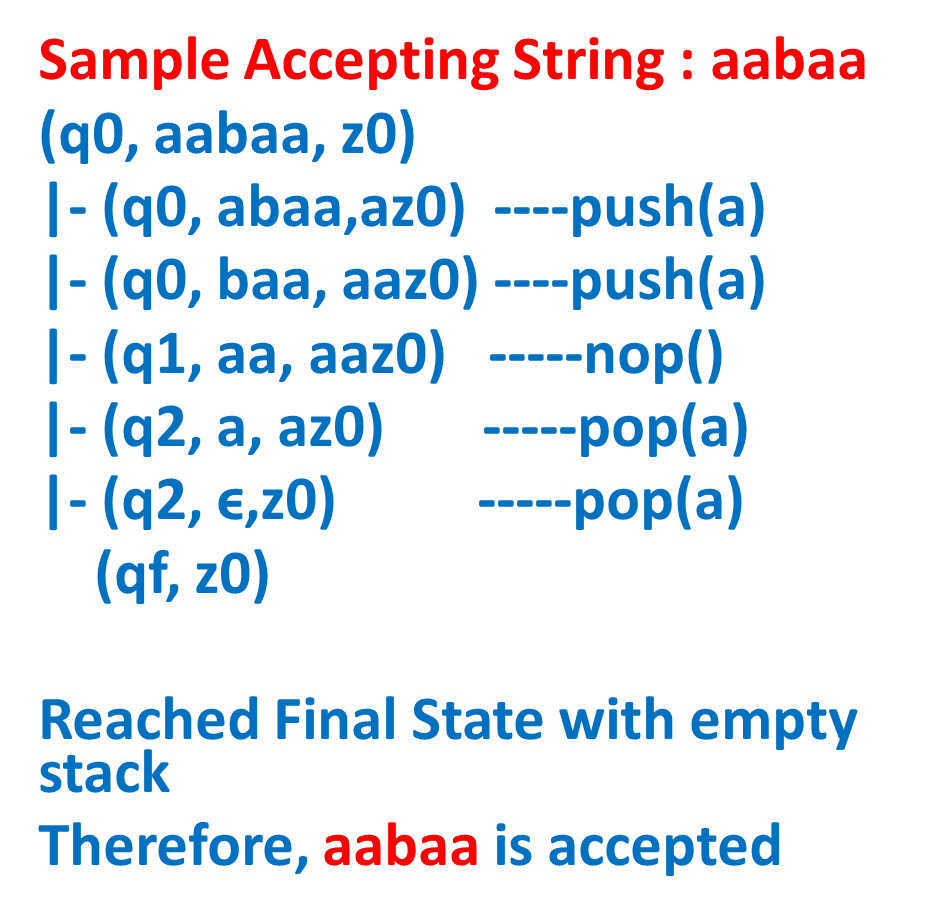 Sample Accepting String : aabaa
(q0, aabaa, z0)
|- (q0, abaa,az0) ----push(a)
|- (q0, baa, aaz0) ----push(a)
|- (q1, aa, aaz0) -----nop()
|- (q2, a, az0) -----pop(a)
|- (q2, ϵ,z0) -----pop(a)
(qf, z0)
Reached Final State with empty
stack
Therefore, aabaa is accepted